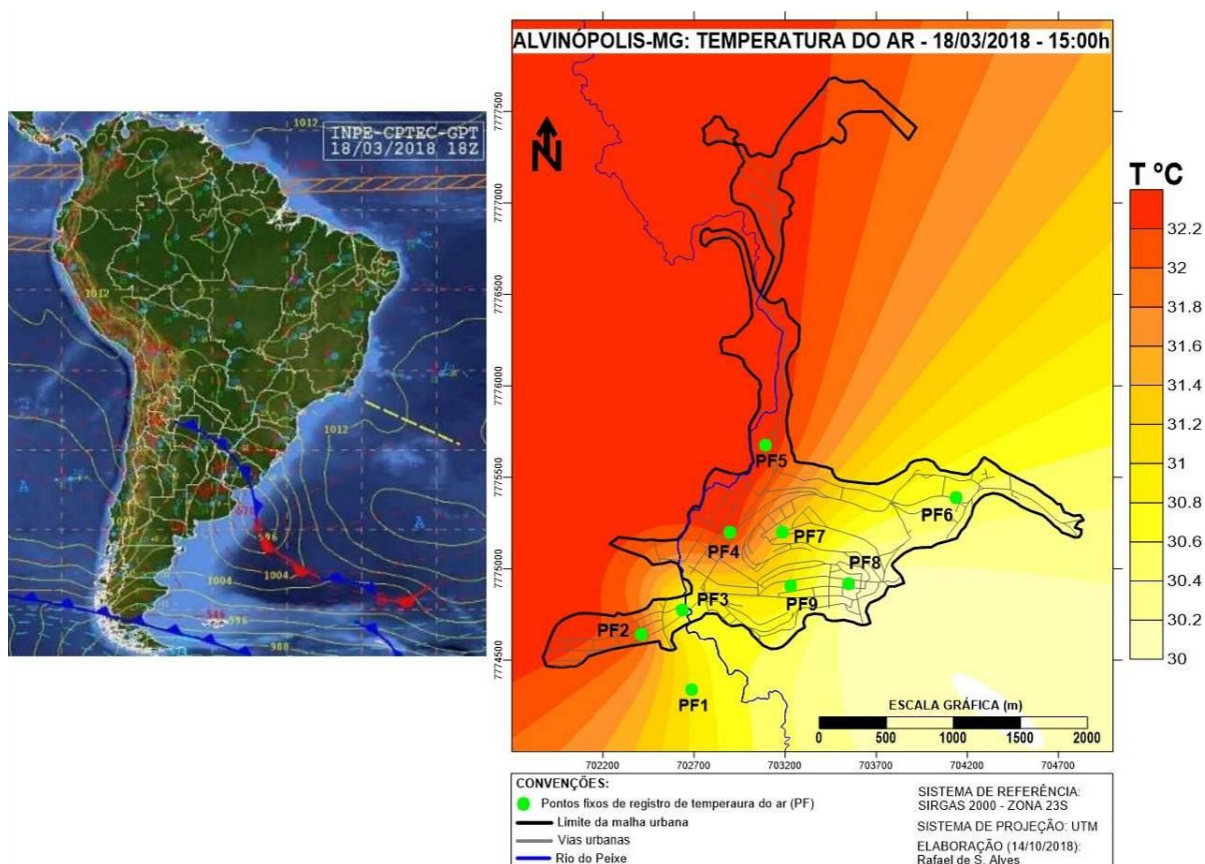 INPE-CPTEC-GPT
18/03/2018 18Z
1012
1012
1012
1010
596
1004
1004
546
996
988
A
A
ALVINÓPOLIS-MG: TEMPERATURA DO AR - 18/03/2018 - 15:00h
N
7777500
7777000
7776500
7776000
7775500
7775000
7774500
PF5
PF6
PF4
PF7
PF8
PF3
PF9
PF2
PF1
ESCALA GRÁFICA (m)
0 500 1000 1500 2000
702200 702700 703200 703700 704200 704700
T °C
32.2
32
31.8
31.6
31.4
31.2
31
30.8
30.6
30.4
30.2
30
CONVENÇÕES:
Pontos fixos de registro de temperaura do ar (PF)
Limite da malha urbana
Vias urbanas
Rio do Peixe
SISTEMA DE REFERÊNCIA:
SIRGAS 2000 - ZONA 23S
SISTEMA DE PROJEÇÃO: UTM
ELABORAÇÃO (14/10/2018):
Rafael de S. Alves